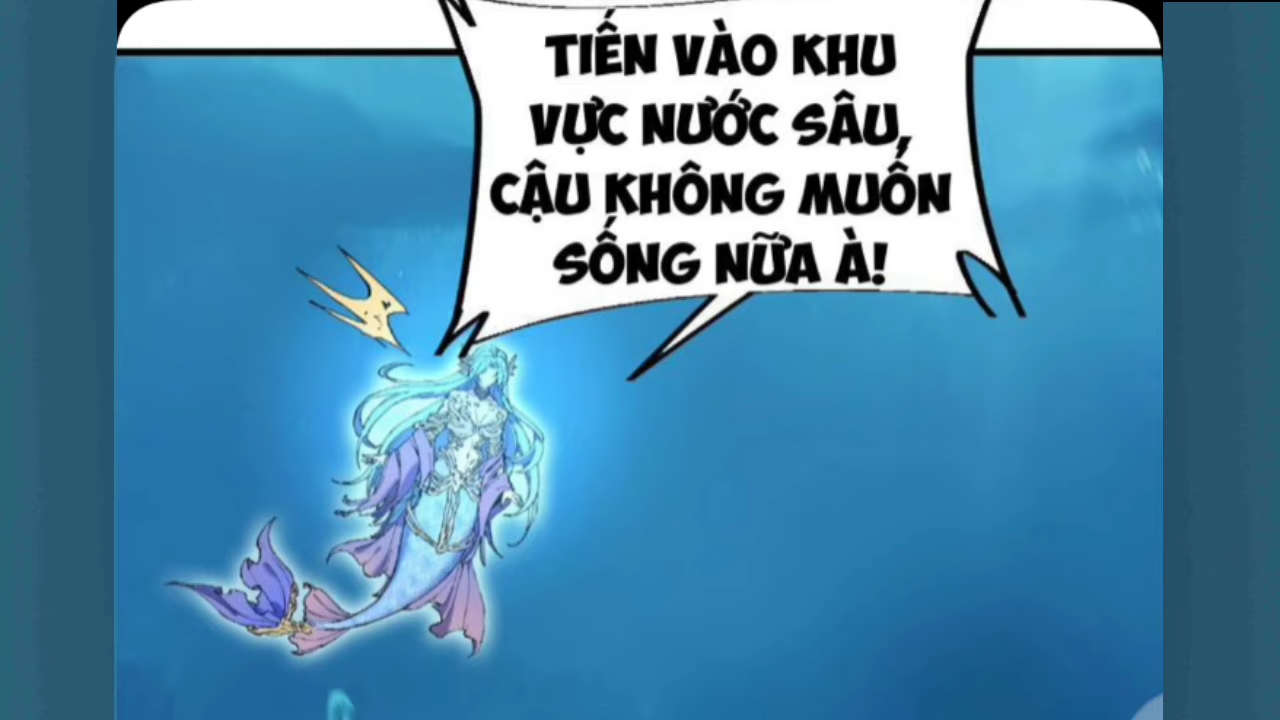 TIẾN VÀO KHU
VỰC NƯỚC SÂU,
CẬU KHÔNG MUỐN
SỐNG NỮA À!